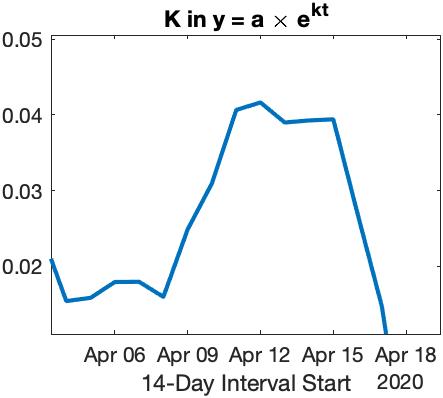 K in y = a × e^kt
0.05
0.04
0.03
0.02
Apr 06 Apr 09 Apr 12 Apr 15 Apr 18
14-Day Interval Start 2020